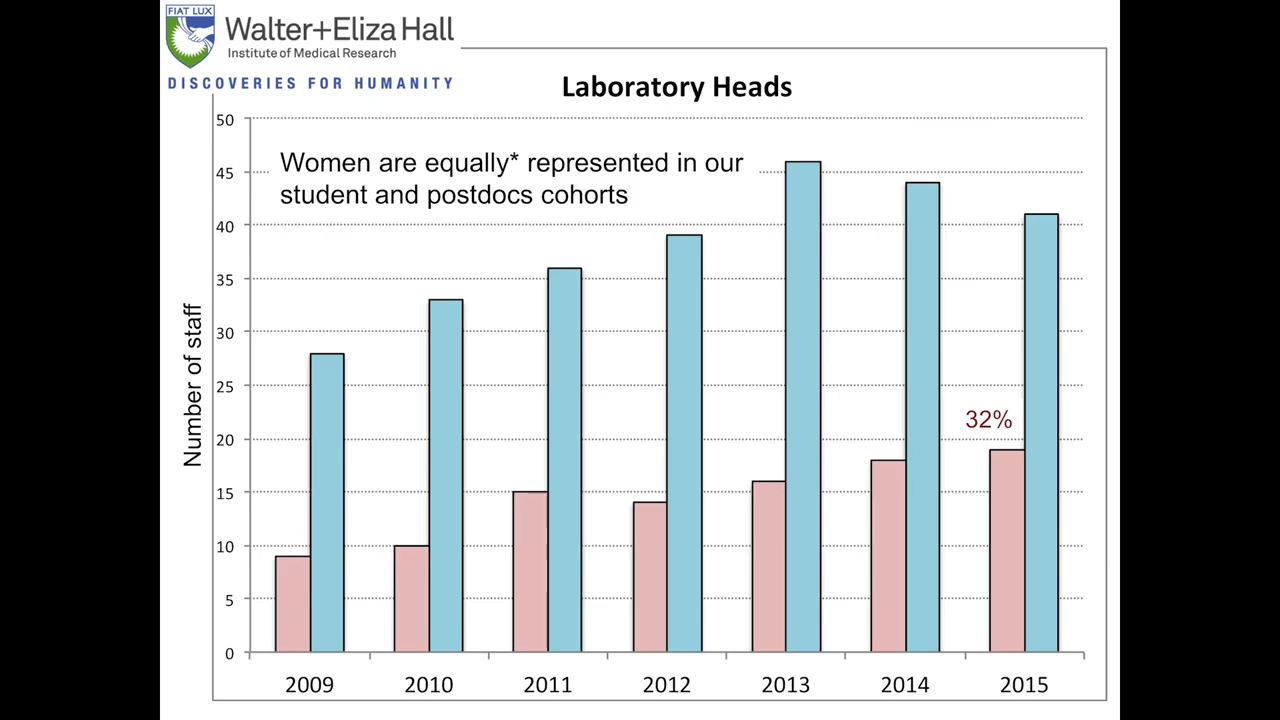 FIAT LUX
Walter+Eliza Hall
Institute of Medical Research
DISCOVERIES FOR HUMANITY
Laboratory Heads
Women are equally* represented in our
student and postdocs cohorts
Number of staff
50
45
40
35
30
25
20
15
10
5
0
32%
2009 2010 2011 2012 2013 2014 2015